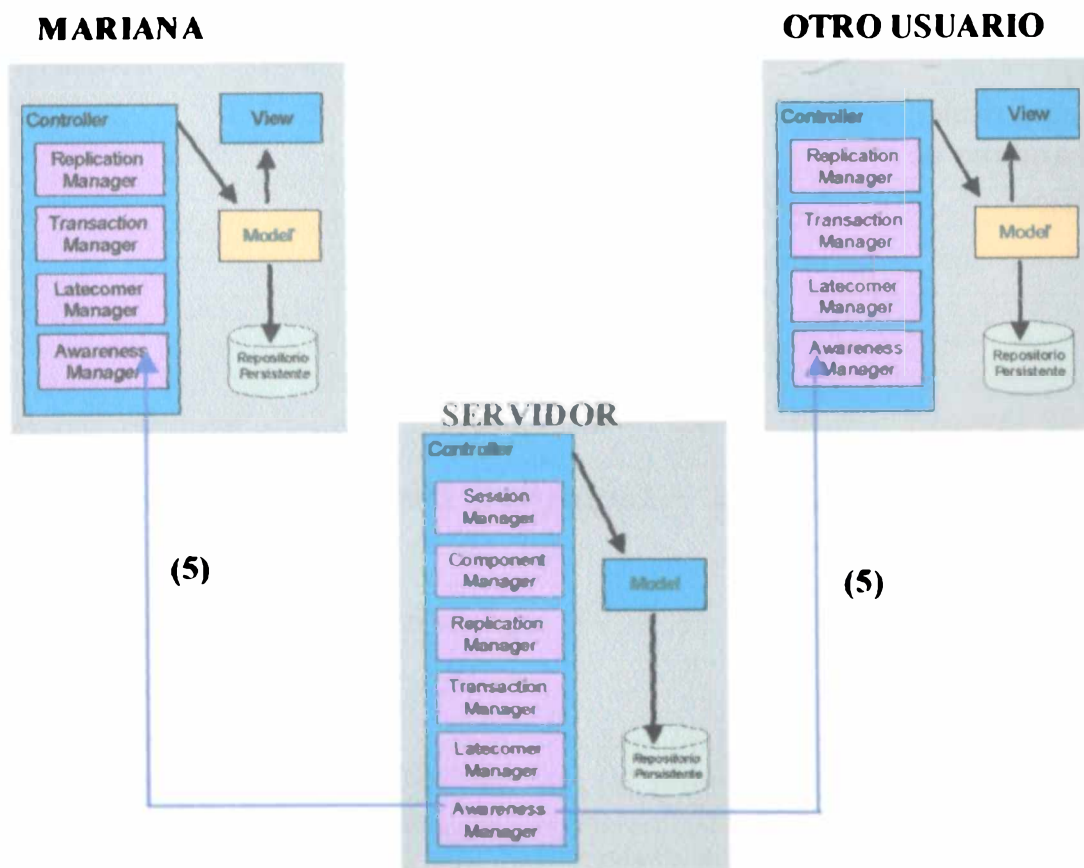 MARIANA
Controller
Replication
Manager
Transaction
Manager
Latecomer
Manager
Awareness
Manager
View
Model
Repositorio
Persistente
OTRO USUARIO
Controller
Replication
Manager
Transaction
Manager
Latecomer
Manager
Awareness
Manager
View
Model
Repositorio
Persistente
(5)
(5)
SERVIDOR
Controller
Session
Manager
Component
Manager
Replication
Manager
Transaction
Manager
Latecomer
Manager
Awareness
Manager
Model
Repositorio
Persistente